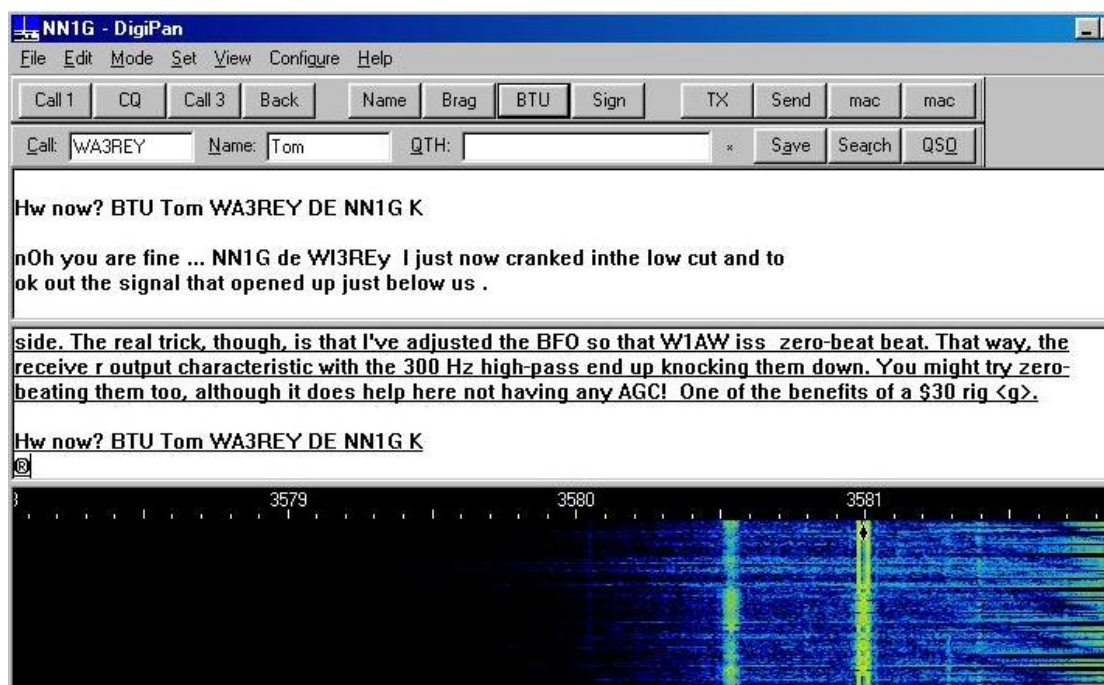 NN1G - DigiPan
File Edit Mode Set View Configure Help
Call 1 CQ Call 3 Back Name Brag BTU Sign TX Send mac mac
Call: WA3REY Name: Tom QTH: * Save Search QSO
Hw now? BTU Tom WA3REY DE NN1G K
nOh you are fine ... NN1G de WI3REy I just now cranked inthe low cut and to
ok out the signal that opened up just below us .
side. The real trick, though, is that I've adjusted the BFO so that W1AW iss zero-beat beat. That way, the
receive r output characteristic with the 300 Hz high-pass end up knocking them down. You might try zero-
beating them too, although it does help here not having any AGC! One of the benefits of a $30 rig <g>.
Hw now? BTU Tom WA3REY DE NN1G K
®
3579 3580 3581